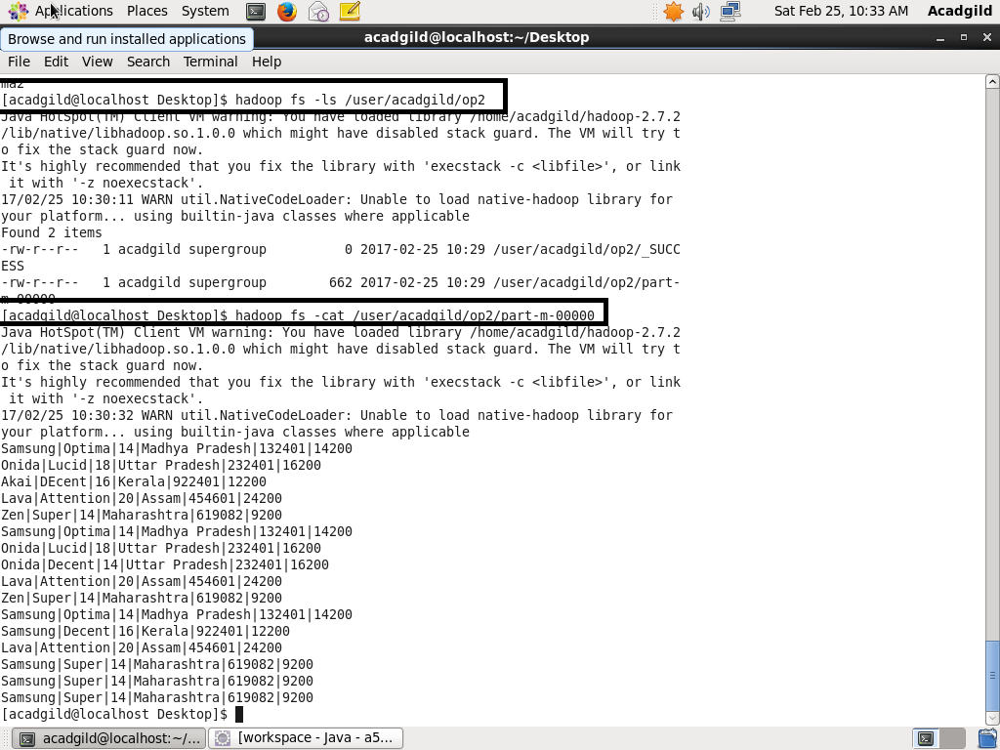 Applications Places System
Sat Feb 25, 10:33 AM Acadgild
Browse and run installed applications
acadgild@localhost:~/Desktop
File Edit View Search Terminal Help
ma2
[acadgild@localhost Desktop]$ hadoop fs -ls /user/acadgild/op2
Java HotSpot(TM) Client VM warning: You have loaded library /home/acadgild/hadoop-2.7.2
/lib/native/libhadoop.so.1.0.0 which might have disabled stack guard. The VM will try t
o fix the stack guard now.
It's highly recommended that you fix the library with 'execstack -c <libfile>', or link
 it with '-z noexecstack'.
17/02/25 10:30:11 WARN util.NativeCodeLoader: Unable to load native-hadoop library for
your platform... using builtin-java classes where applicable
Found 2 items
-rw-r--r--   1 acadgild supergroup          0 2017-02-25 10:29 /user/acadgild/op2/_SUCC
ESS
-rw-r--r--   1 acadgild supergroup        662 2017-02-25 10:29 /user/acadgild/op2/part-
m-00000
[acadgild@localhost Desktop]$ hadoop fs -cat /user/acadgild/op2/part-m-00000
Java HotSpot(TM) Client VM warning: You have loaded library /home/acadgild/hadoop-2.7.2
/lib/native/libhadoop.so.1.0.0 which might have disabled stack guard. The VM will try t
o fix the stack guard now.
It's highly recommended that you fix the library with 'execstack -c <libfile>', or link
 it with '-z noexecstack'.
17/02/25 10:30:32 WARN util.NativeCodeLoader: Unable to load native-hadoop library for
your platform... using builtin-java classes where applicable
Samsung|Optima|14|Madhya Pradesh|132401|14200
Onida|Lucid|18|Uttar Pradesh|232401|16200
Akai|DEcent|16|Kerala|922401|12200
Lava|Attention|20|Assam|454601|24200
Zen|Super|14|Maharashtra|619082|9200
Samsung|Optima|14|Madhya Pradesh|132401|14200
Onida|Lucid|18|Uttar Pradesh|232401|16200
Onida|Decent|14|Uttar Pradesh|232401|16200
Lava|Attention|20|Assam|454601|24200
Zen|Super|14|Maharashtra|619082|9200
Samsung|Optima|14|Madhya Pradesh|132401|14200
Samsung|Decent|16|Kerala|922401|12200
Lava|Attention|20|Assam|454601|24200
Samsung|Super|14|Maharashtra|619082|9200
Samsung|Super|14|Maharashtra|619082|9200
Samsung|Super|14|Maharashtra|619082|9200
[acadgild@localhost Desktop]$
acadgild@localhost:~/... [workspace - Java - a5...